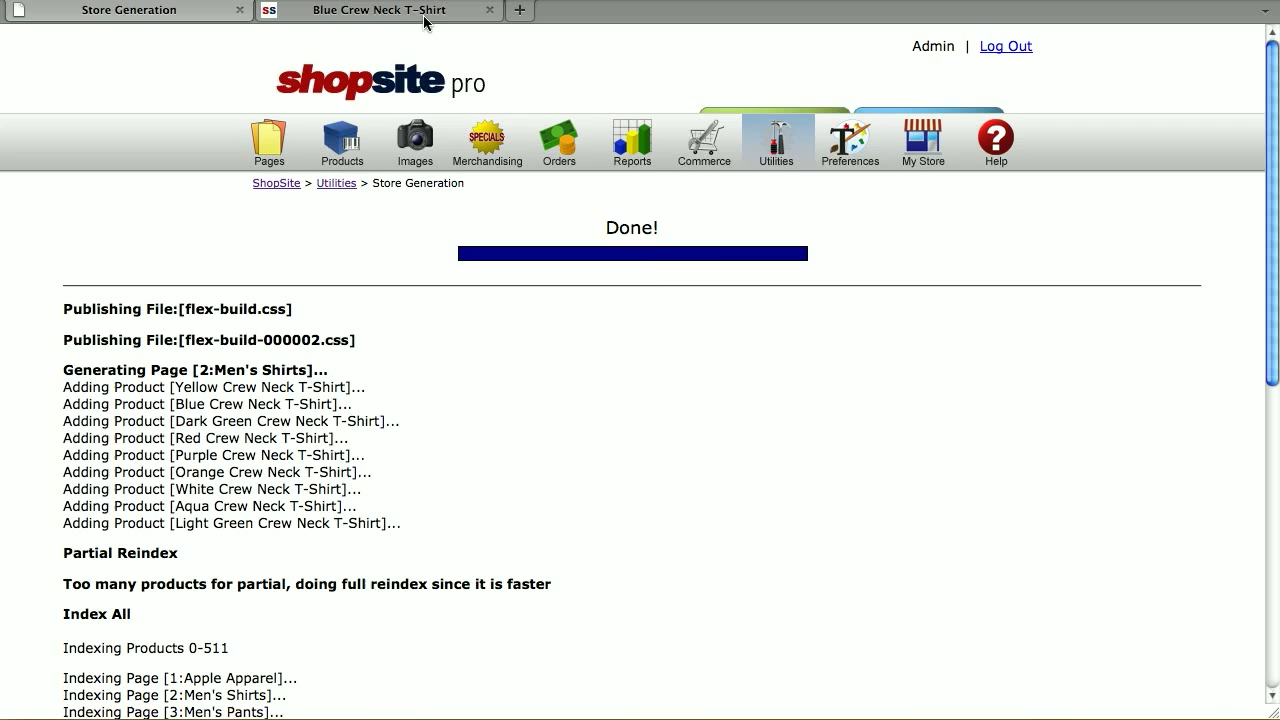 Store Generation
ss Blue Crew Neck T-Shirt
Admin | Log Out
shopsite pro
SPECIALS
Pages Products Images Merchandising Orders Reports Commerce Utilities Preferences My Store Help
ShopSite > Utilities > Store Generation
Done!
Publishing File:[flex-build.css]
Publishing File:[flex-build-000002.css]
Generating Page [2:Men's Shirts]...
Adding Product [Yellow Crew Neck T-Shirt]...
Adding Product [Blue Crew Neck T-Shirt]...
Adding Product [Dark Green Crew Neck T-Shirt]...
Adding Product [Red Crew Neck T-Shirt]...
Adding Product [Purple Crew Neck T-Shirt]...
Adding Product [Orange Crew Neck T-Shirt]...
Adding Product [White Crew Neck T-Shirt]...
Adding Product [Aqua Crew Neck T-Shirt]...
Adding Product [Light Green Crew Neck T-Shirt]...
Partial Reindex
Too many products for partial, doing full reindex since it is faster
Index All
Indexing Products 0-511
Indexing Page [1:Apple Apparel]...
Indexing Page [2:Men's Shirts]...
Indexing Page [3:Men's Pants]...